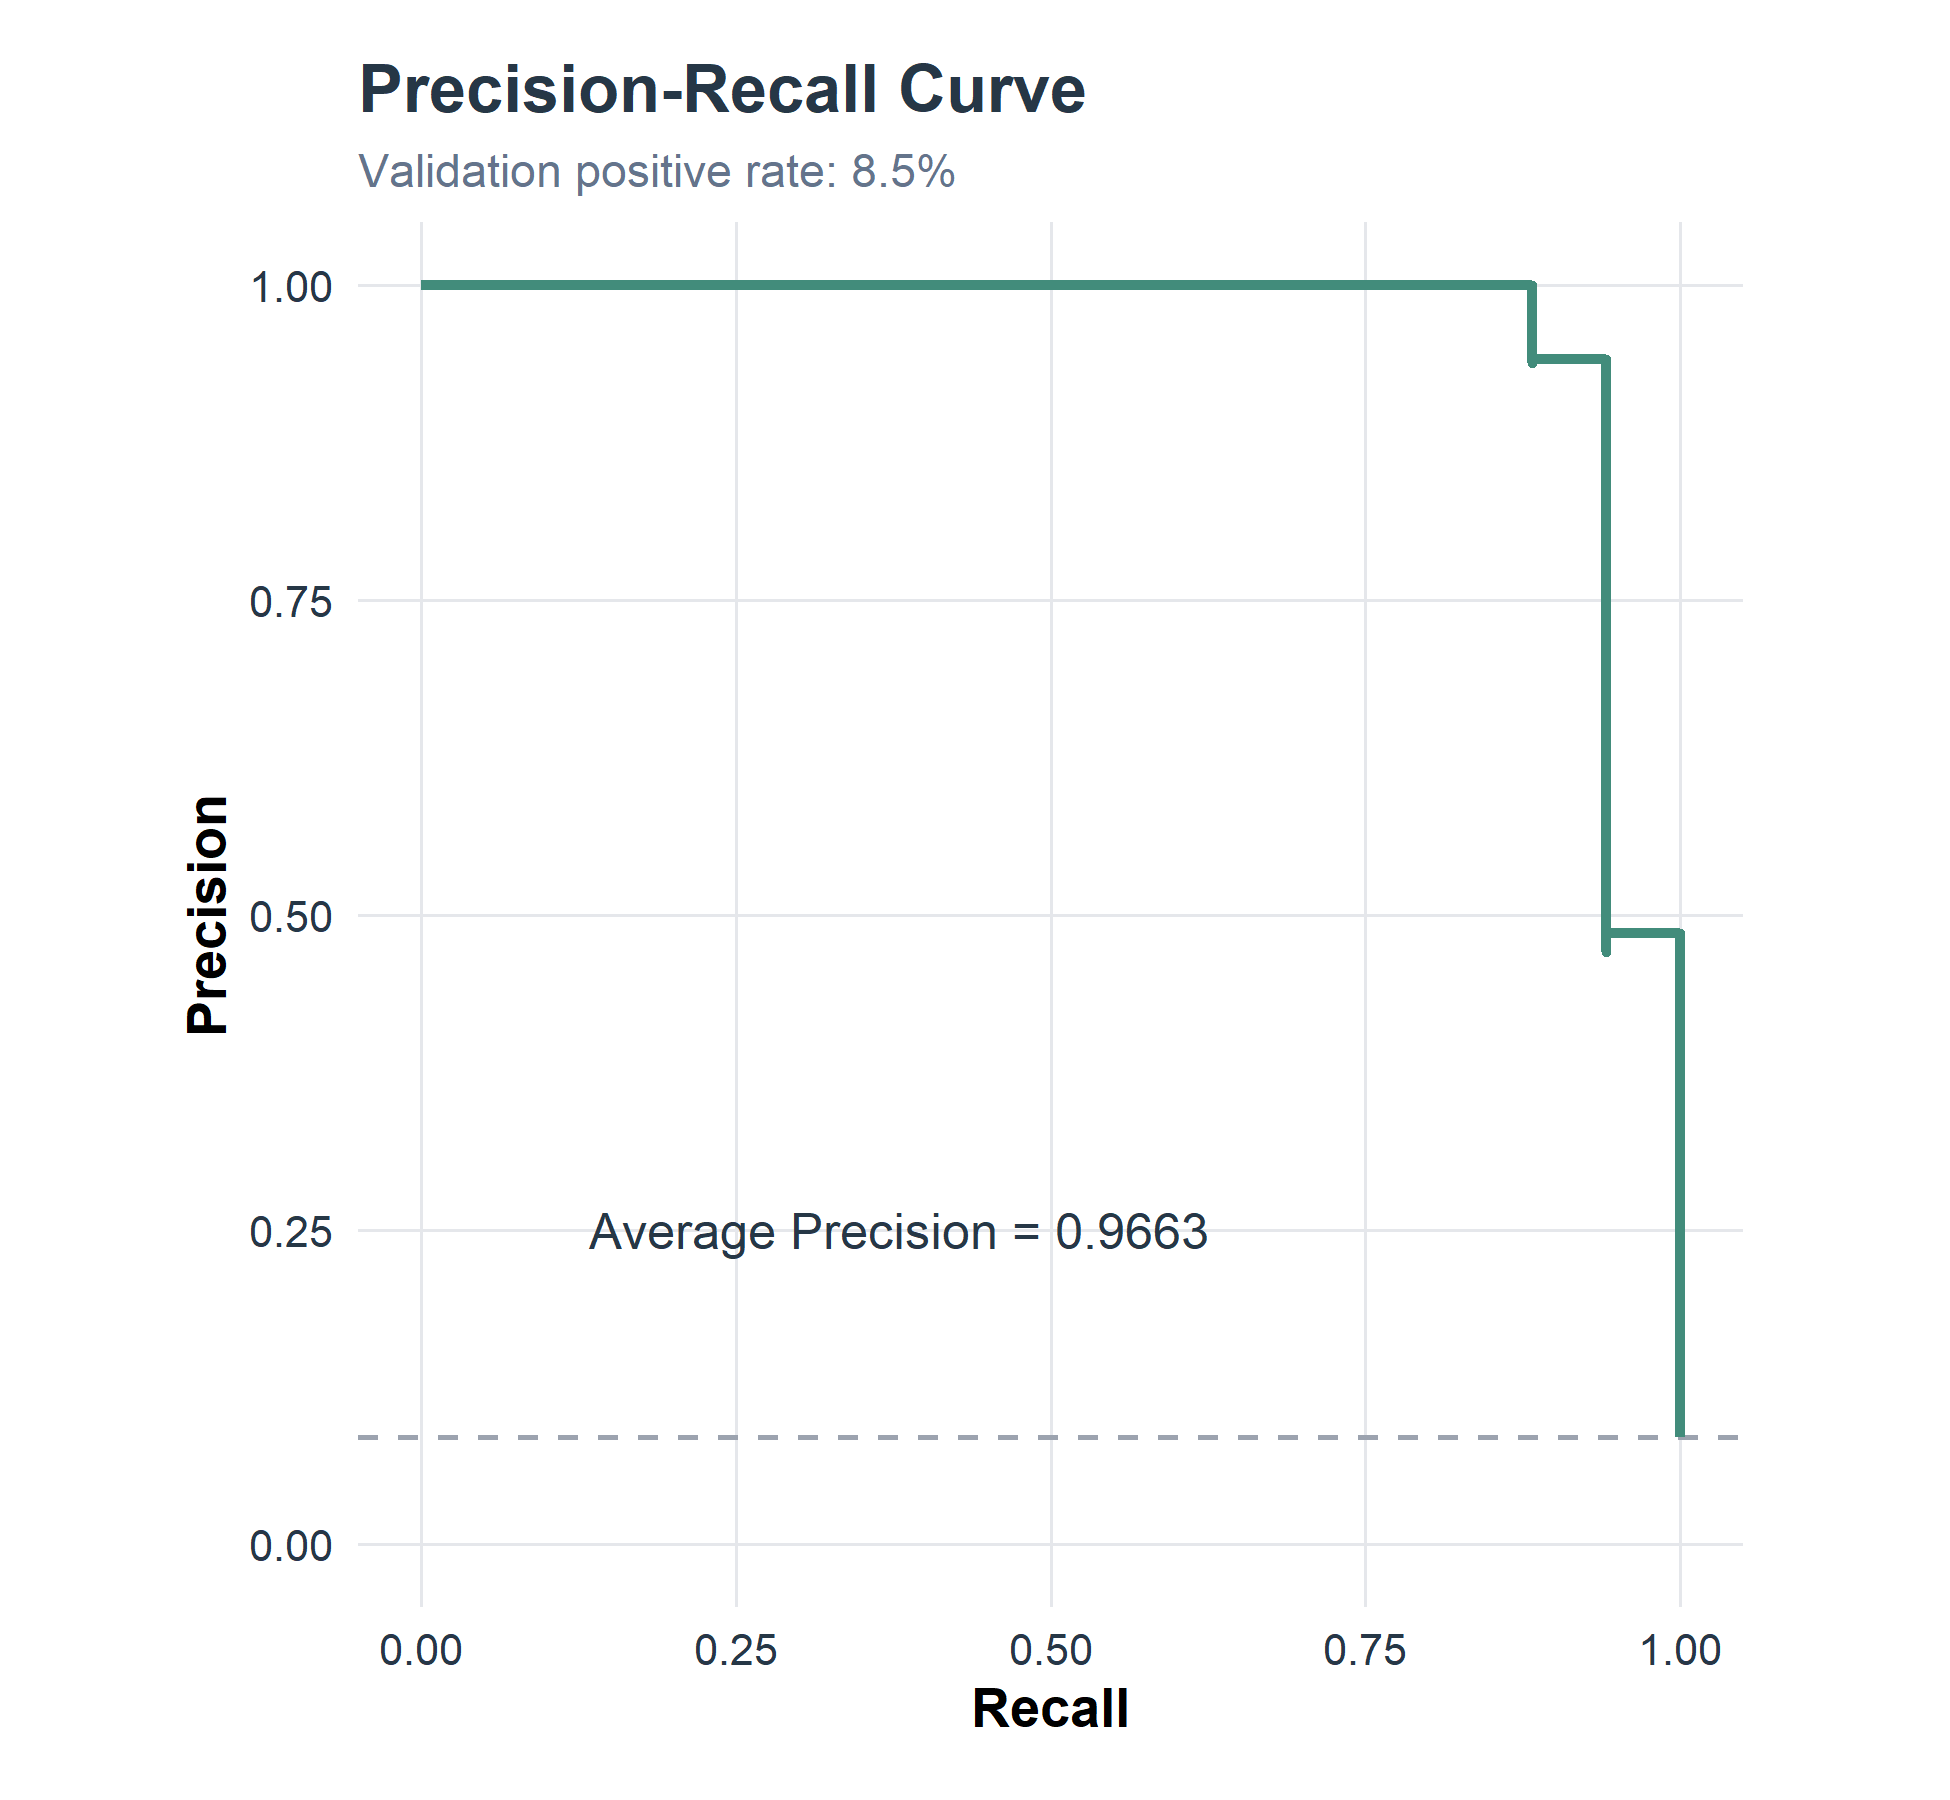 Precision-Recall Curve
Validation positive rate: 8.5%
1.00
0.75
0.50
0.25
0.00
Precision
Average Precision = 0.9663
0.00 0.25 0.50 0.75 1.00
Recall